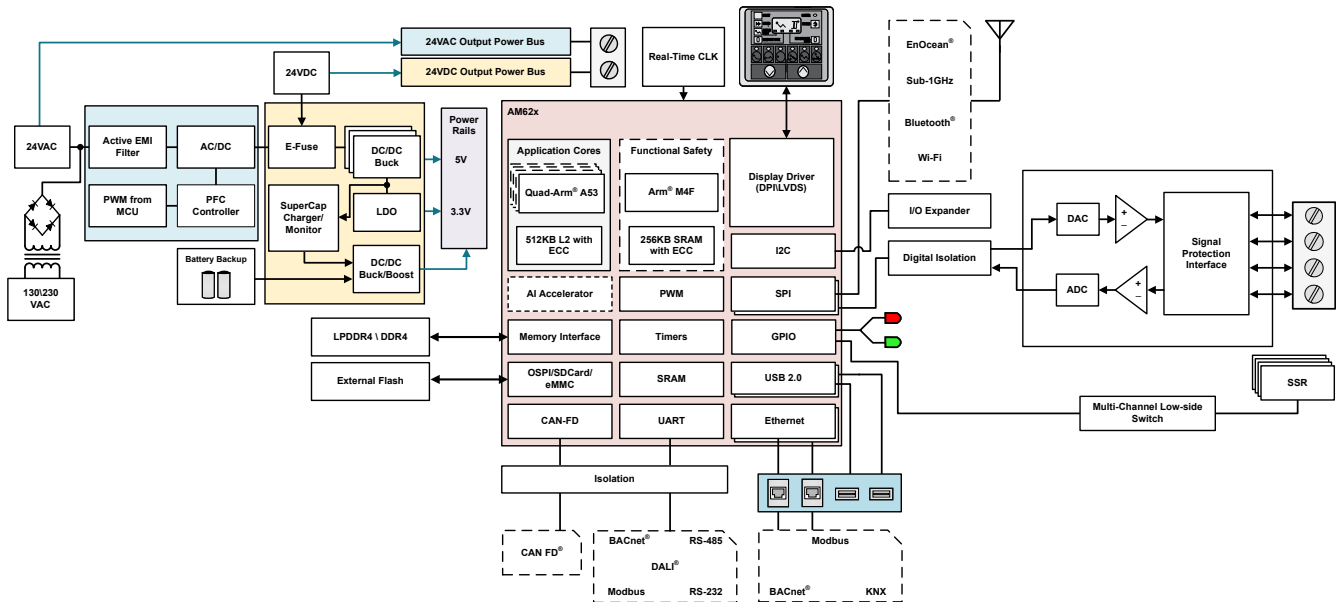 24VAC Output Power Bus
24VDC Output Power Bus
24VDC
Real-Time CLK
EnOcean®
Sub-1GHz
Bluetooth®
Wi-Fi
24VAC
Active EMI
Filter
AC/DC
PWM from
MCU
PFC
Controller
E-Fuse
DC/DC
Buck
SuperCap
Charger/
Monitor
LDO
DC/DC
Buck/Boost
Power
Rails
5V
3.3V
Battery Backup
130\230
VAC
AM62x
Application Cores
Quad-Arm® A53
512KB L2 with
ECC
Functional Safety
Arm® M4F
256KB SRAM
with ECC
Display Driver
(DPI\LVDS)
I2C
AI Accelerator
PWM
SPI
Memory Interface
Timers
GPIO
OSPI/SDCard/
eMMC
SRAM
USB 2.0
CAN-FD
UART
Ethernet
LPDDR4 \ DDR4
External Flash
I/O Expander
Digital Isolation
DAC
+
–
ADC
+
–
Signal
Protection
Interface
SSR
Multi-Channel Low-side
Switch
Isolation
CAN FD®
BACnet® RS-485
DALI®
Modbus RS-232
Modbus
BACnet® KNX